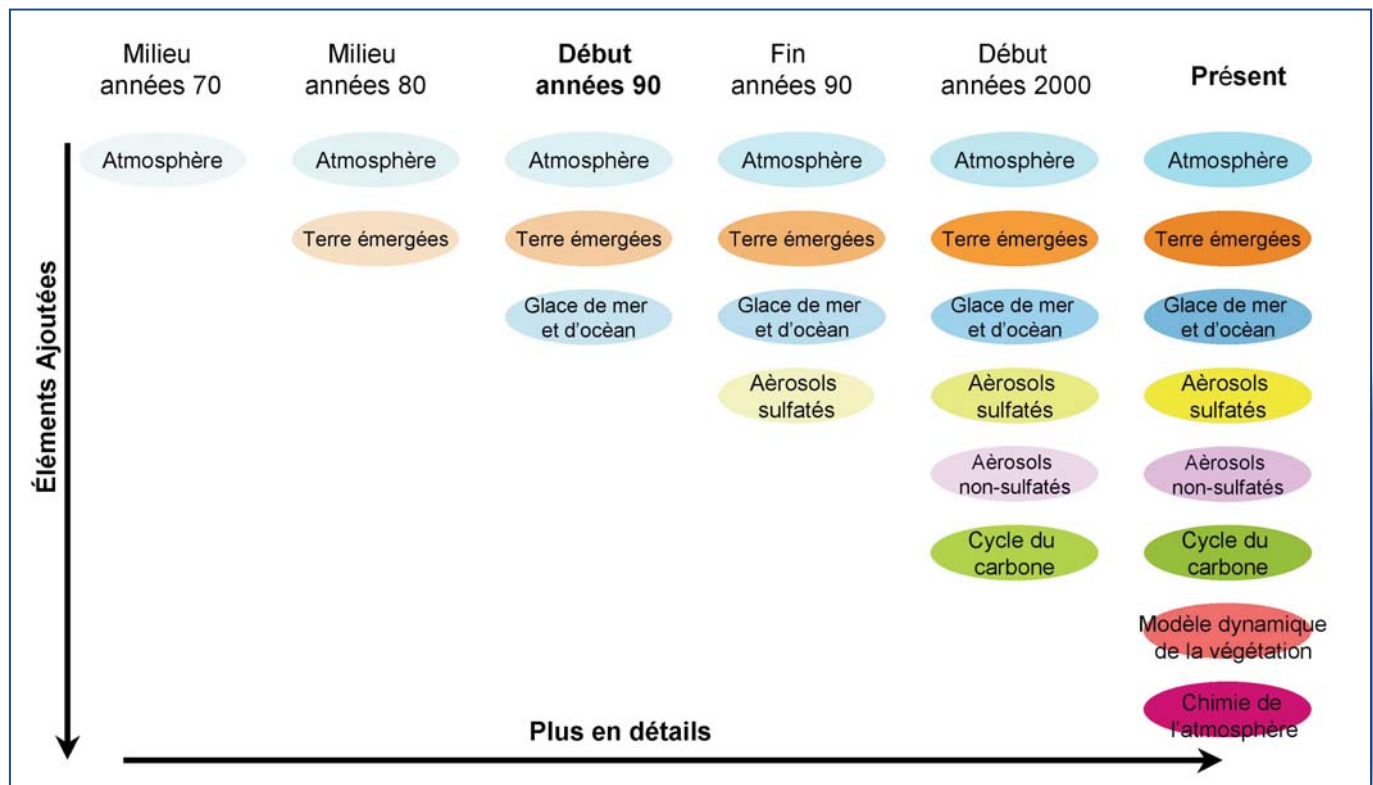 Milieu
années 70
Milieu
années 80
Début
années 90
Fin
années 90
Début
années 2000
Présent
Éléments Ajoutées
Atmosphère
Atmosphère
Atmosphère
Atmosphère
Atmosphère
Atmosphère
Terre émergées
Terre émergées
Terre émergées
Terre émergées
Terre émergées
Glace de mer
et d'ocèan
Glace de mer
et d'ocèan
Glace de mer
et d'ocèan
Glace de mer
et d'ocèan
Aèrosols
sulfatés
Aèrosols
sulfatés
Aèrosols
sulfatés
Aèrosols
non-sulfatés
Aèrosols
non-sulfatés
Cycle du
carbone
Cycle du
carbone
Modèle dynamique
de la végétation
Chimie de
l'atmosphère
Plus en détails